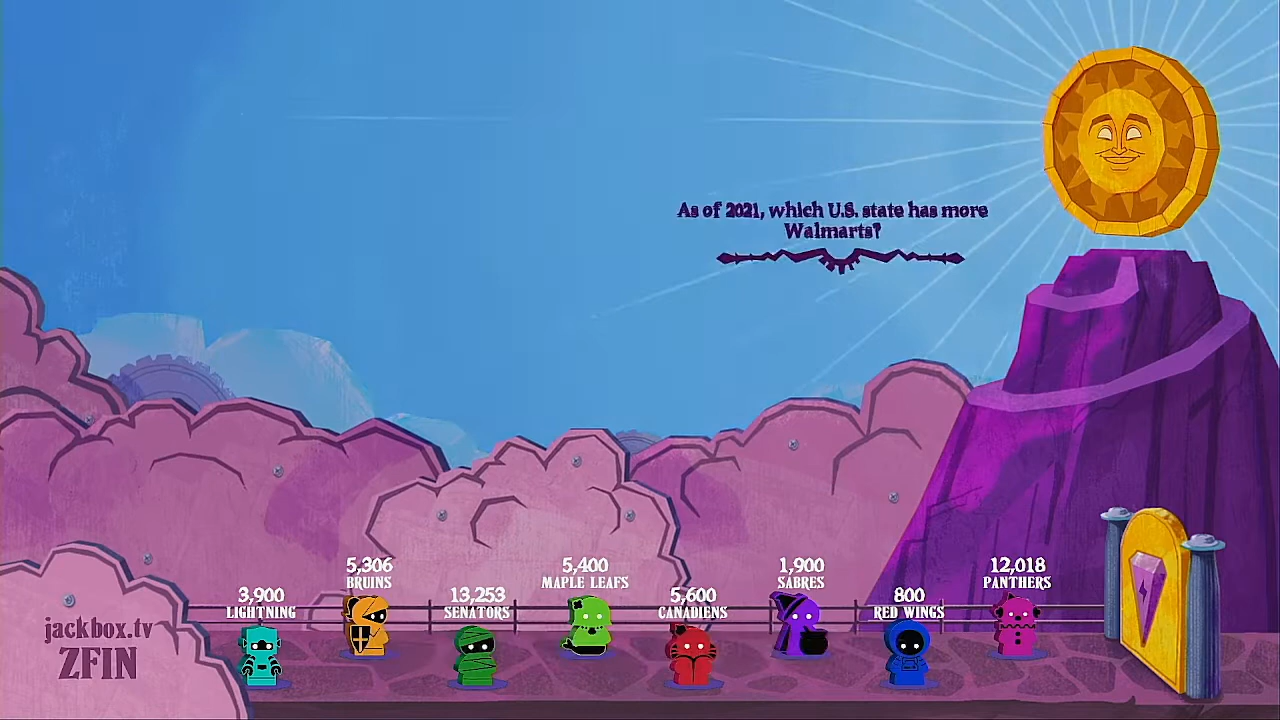 As of 2021, which U.S. state has more
Walmarts?
5,306
BRUINS
5,400
MAPLE LEAFS
1,900
SABRES
12,018
PANTHERS
3,900
LIGHTNING
13,253
SENATORS
5,600
CANADIENS
800
RED WINGS
jackbox.tv
ZFIN